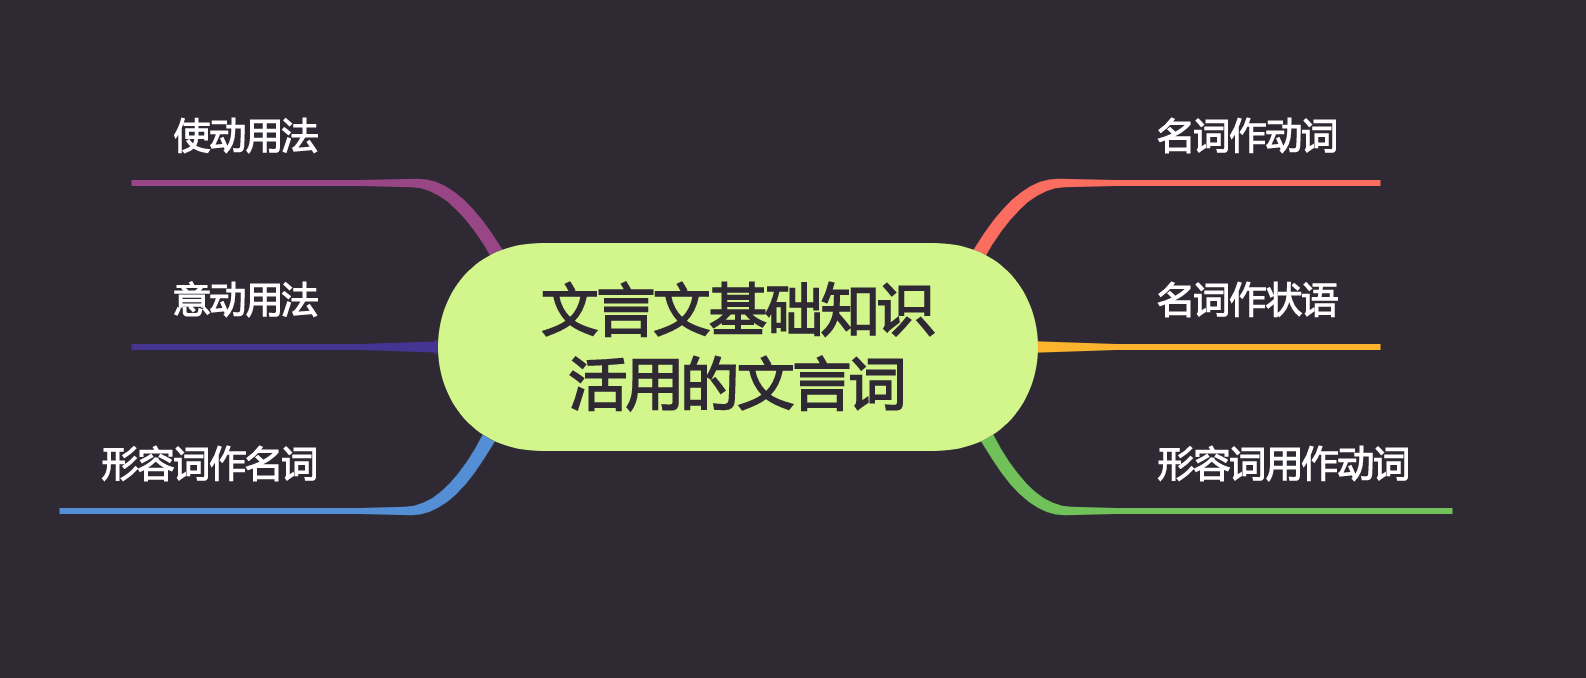 文言文基础知识
活用的文言词
名词作动词
名词作状语
形容词用作动词
使动用法
意动用法
形容词作名词